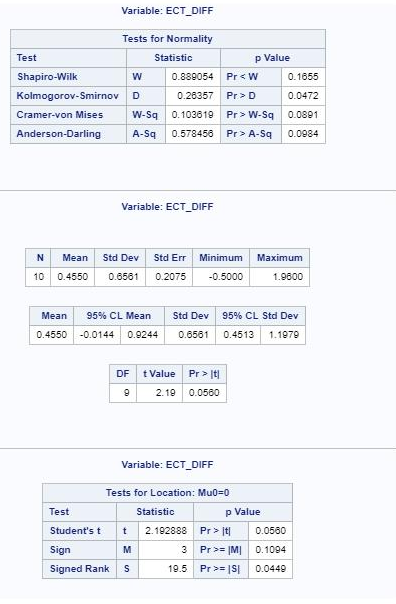 Variable: ECT_DIFF
Tests for Normality
Test Statistic p Value
Shapiro-Wilk W 0.889054 Pr < W 0.1655
Kolmogorov-Smirnov D 0.26357 Pr > D 0.0472
Cramer-von Mises W-Sq 0.103619 Pr > W-Sq 0.0891
Anderson-Darling A-Sq 0.578456 Pr > A-Sq 0.0984
Variable: ECT_DIFF
N Mean Std Dev Std Err Minimum Maximum
10 0.4550 0.6561 0.2075 -0.5000 1.9600
Mean 95% CL Mean Std Dev 95% CL Std Dev
0.4550 -0.0144 0.9244 0.6561 0.4513 1.1979
DF t Value Pr > |t|
9 2.19 0.0560
Variable: ECT_DIFF
Tests for Location: Mu0=0
Test Statistic p Value
Student's t t 2.192888 Pr > |t| 0.0560
Sign M 3 Pr >= |M| 0.1094
Signed Rank S 19.5 Pr >= |S| 0.0449